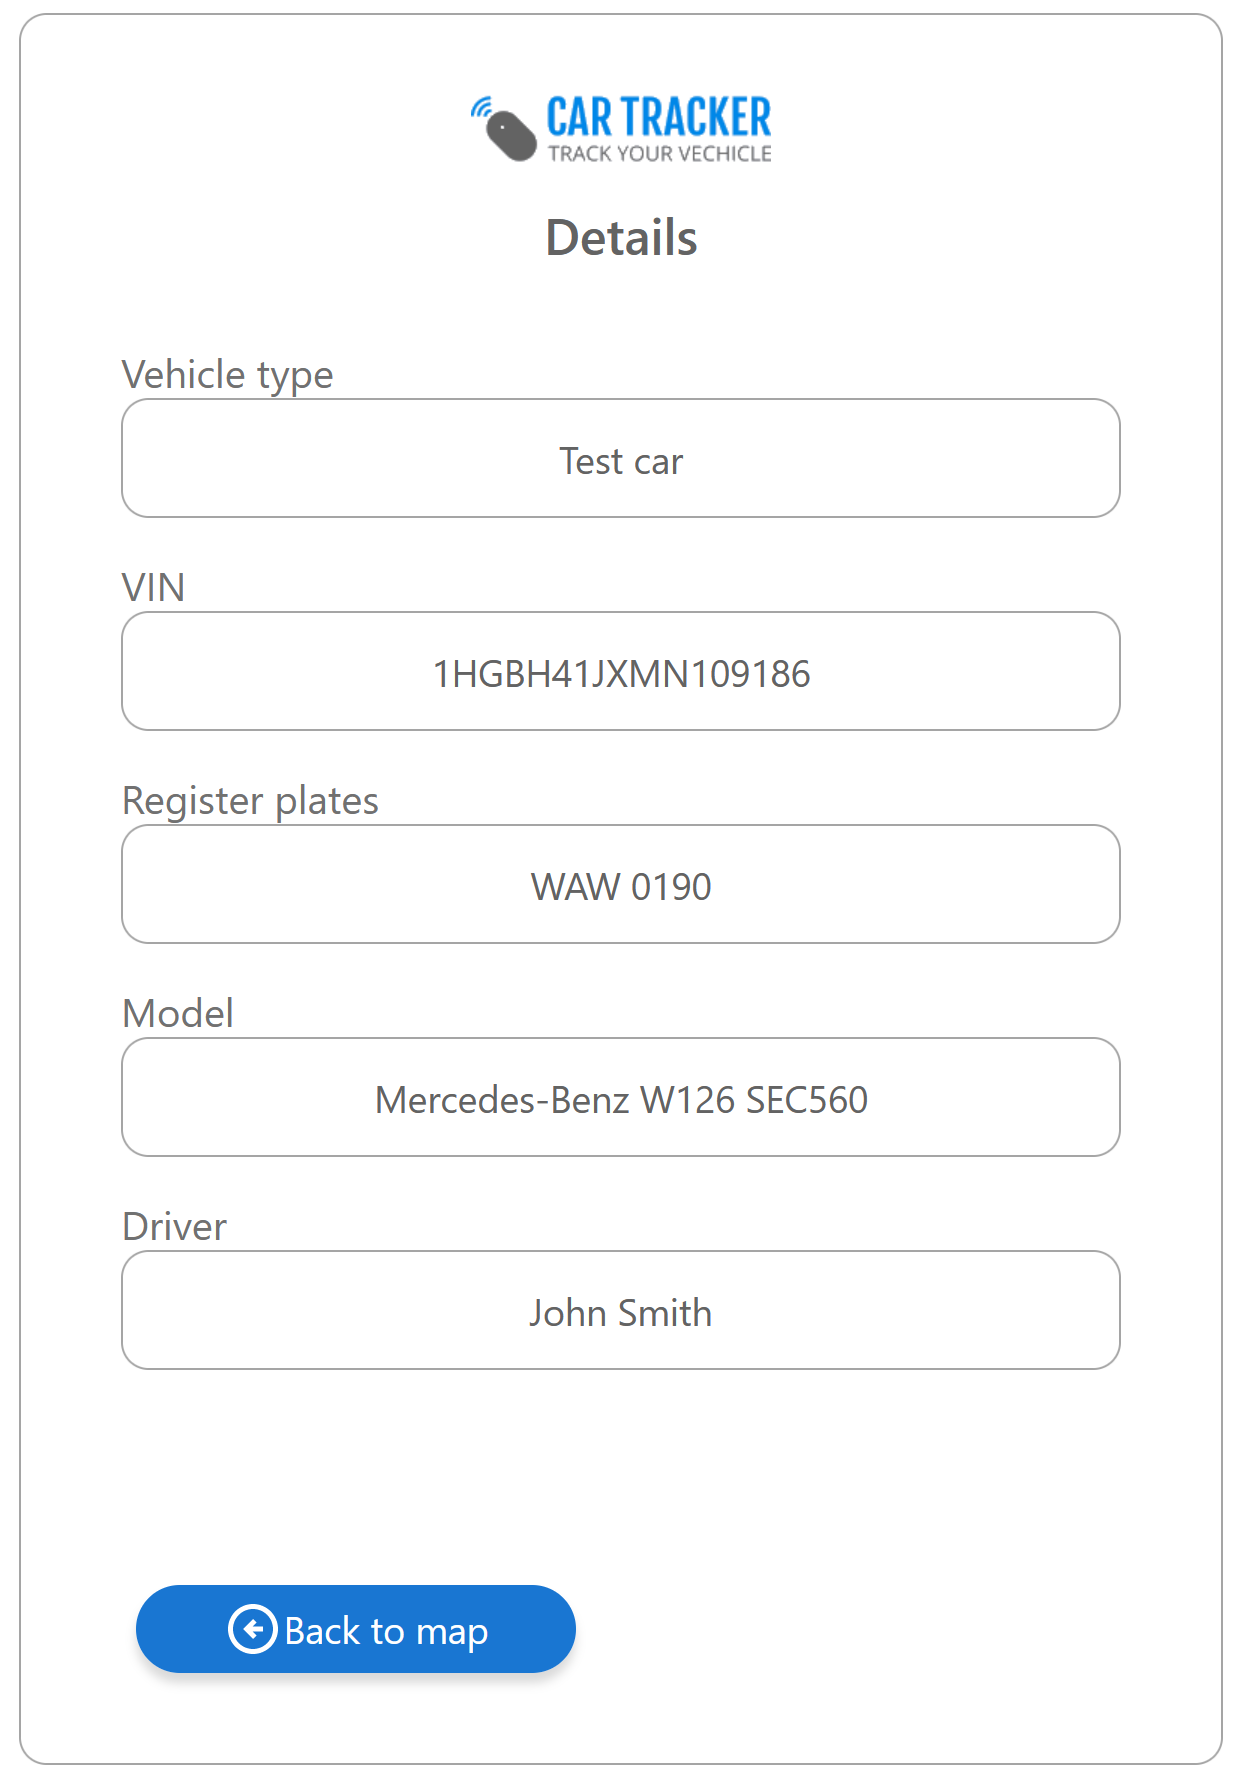 CAR TRACKER
TRACK YOUR VECHICLE
Details
Vehicle type
Test car
VIN
1HGBH41JXMN109186
Register plates
WAW 0190
Model
Mercedes-Benz W126 SEC560
Driver
John Smith
Back to map